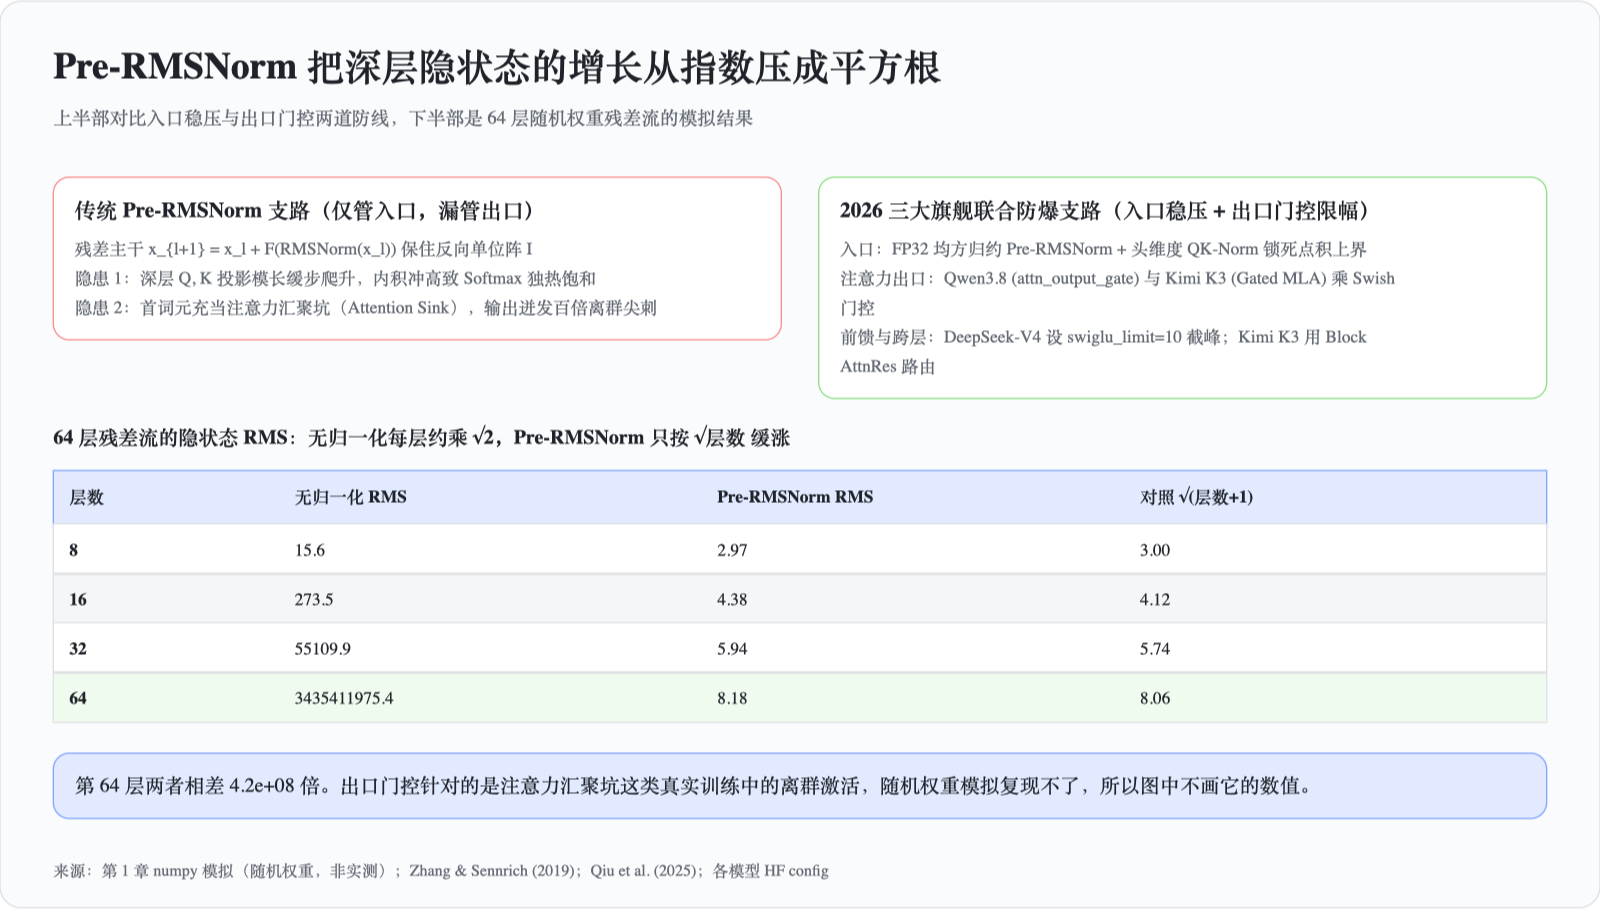 Pre-RMSNorm 把深层隐状态的增长从指数压成平方根
上半部对比入口稳压与出口门控两道防线，下半部是 64 层随机权重残差流的模拟结果
传统 Pre-RMSNorm 支路（仅管入口，漏管出口）
残差主干 x_{l+1} = x_l + F(RMSNorm(x_l)) 保住反向单位阵 I
隐患 1：深层 Q, K 投影模长缓步爬升，内积冲高致 Softmax 独热饱和
隐患 2：首词元充当注意力汇聚坑（Attention Sink），输出迸发百倍离群尖刺
2026 三大旗舰联合防爆支路（入口稳压 + 出口门控限幅）
入口：FP32 均方归约 Pre-RMSNorm + 头维度 QK-Norm 锁死点积上界
注意力出口：Qwen3.8 (attn_output_gate) 与 Kimi K3 (Gated MLA) 乘 Swish
门控
前馈与跨层：DeepSeek-V4 设 swiglu_limit=10 截峰；Kimi K3 用 Block
AttnRes 路由
64 层残差流的隐状态 RMS：无归一化每层约乘 √2，Pre-RMSNorm 只按 √层数 缓涨
层数 无归一化 RMS Pre-RMSNorm RMS 对照 √(层数+1)
8 15.6 2.97 3.00
16 273.5 4.38 4.12
32 55109.9 5.94 5.74
64 3435411975.4 8.18 8.06
第 64 层两者相差 4.2e+08 倍。出口门控针对的是注意力汇聚坑这类真实训练中的离群激活，随机权重模拟复现不了，所以图中不画它的数值。
来源：第 1 章 numpy 模拟（随机权重，非实测）；Zhang & Sennrich (2019)；Qiu et al. (2025)；各模型 HF config